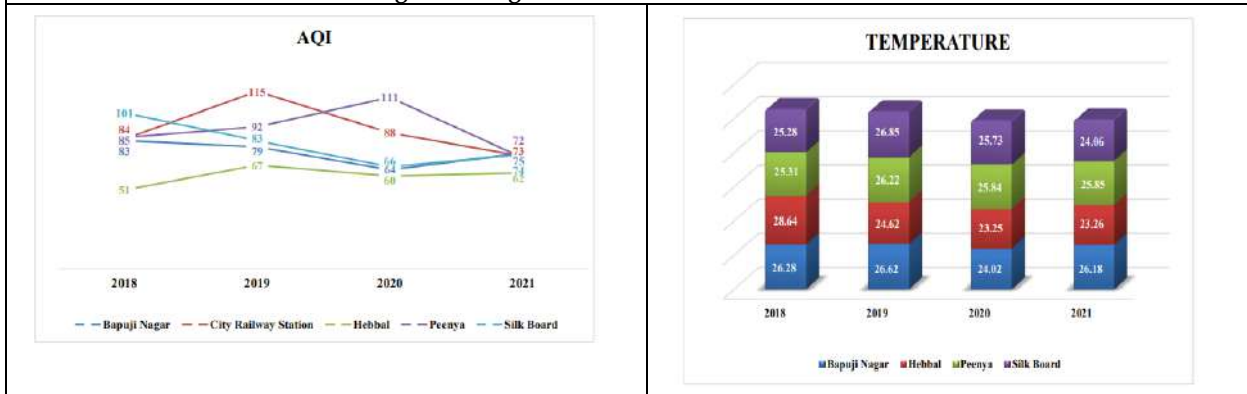 AQI
115
111
101
92
88
84
85
83
83
79
67
66
64
60
51
72
73
75
74
62
2018 2019 2020 2021
Bapuji Nagar City Railway Station Hebbal Peenya Silk Board
TEMPERATURE
25.28 26.85 25.73 24.06
25.31 26.22 25.84 25.85
28.64 24.62 23.25 23.26
26.28 26.62 24.02 26.18
2018 2019 2020 2021
Bapuji Nagar Hebbal Peenya Silk Board